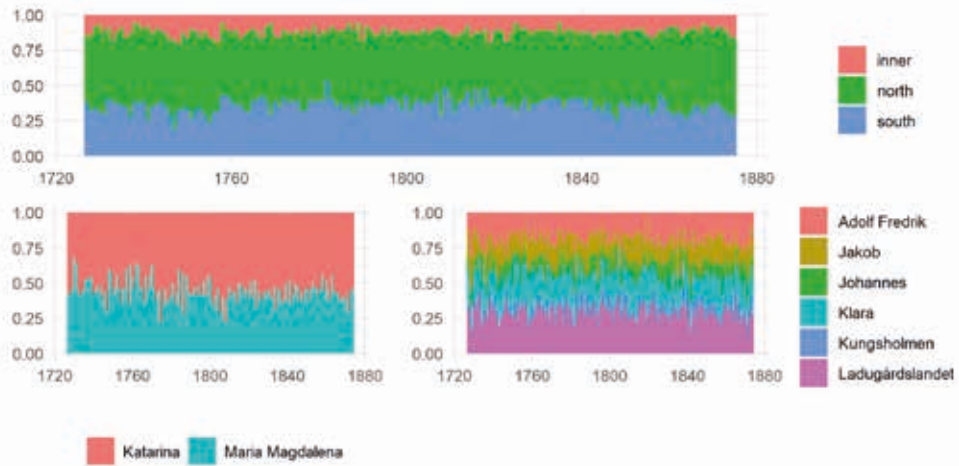 1.00
0.75
0.50
0.25
0.00
1720 1760 1800 1840 1880
inner
north
south
1.00
0.75
0.50
0.25
0.00
1720 1760 1800 1840 1880
Katarina Maria Magdalena
1.00
0.75
0.50
0.25
0.00
1720 1760 1800 1840 1880
Adolf Fredrik
Jakob
Johannes
Klara
Kungsholmen
Ladugårdslandet